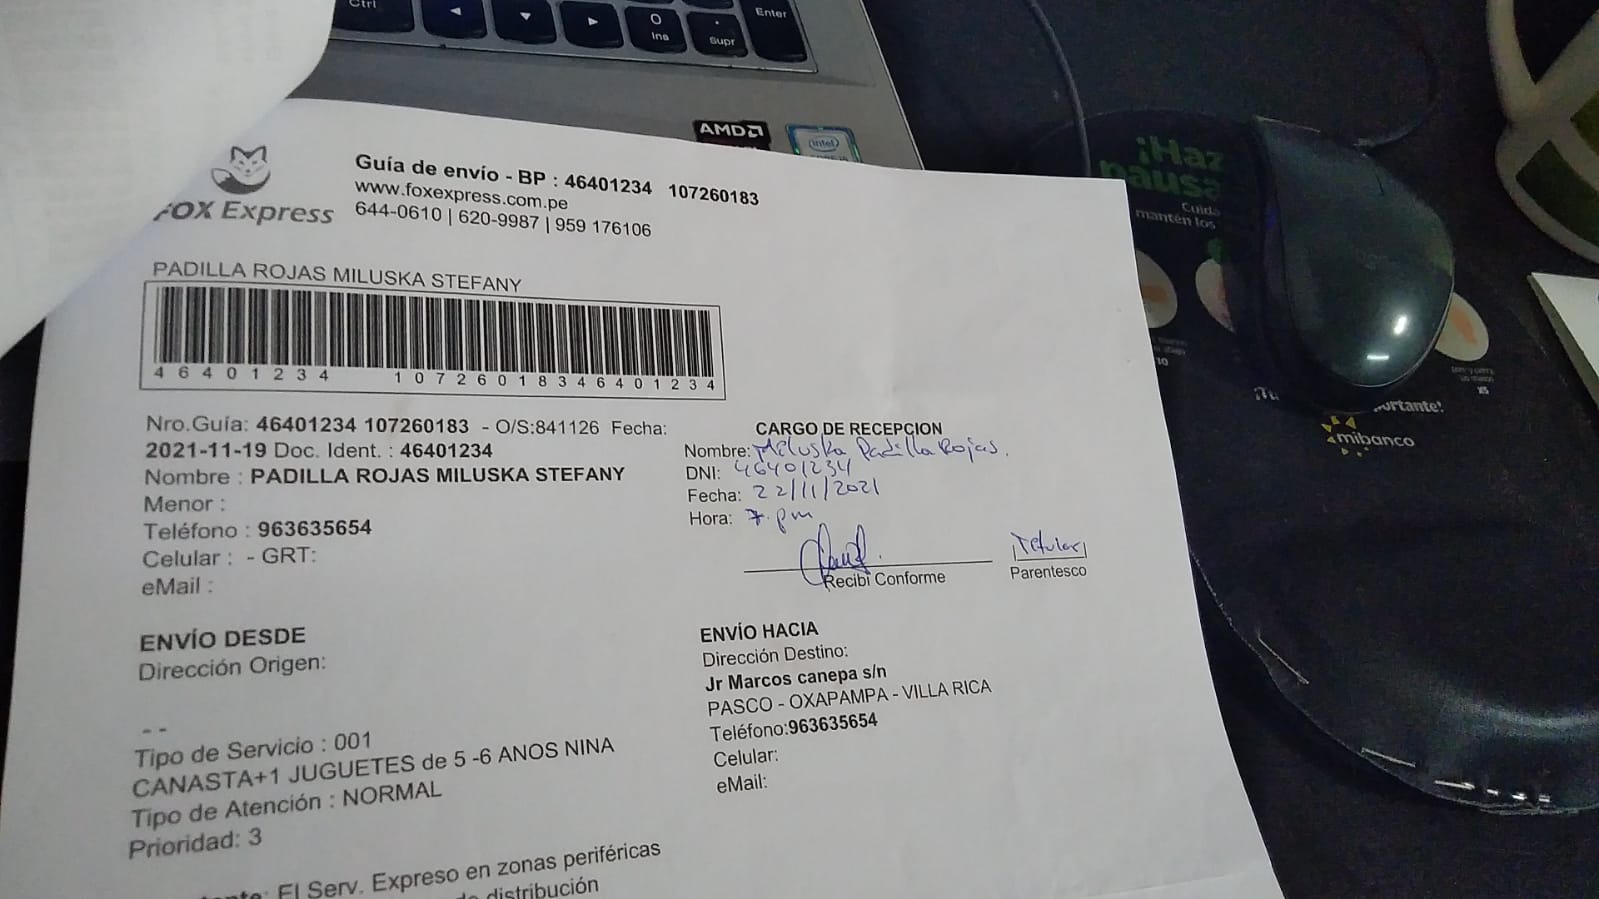 Ctrl
O
Ins
Supr
Enter
AMD
intel
FOX Express
Guía de envío - BP : 46401234 107260183
www.foxexpress.com.pe
644-0610 | 620-9987 | 959 176106
PADILLA ROJAS MILUSKA STEFANY
46401234 10726018346401234
Nro.Guía: 46401234 107260183 - O/S:841126 Fecha:
2021-11-19 Doc. Ident. : 46401234
Nombre : PADILLA ROJAS MILUSKA STEFANY
Menor :
Teléfono : 963635654
Celular : - GRT:
eMail :
CARGO DE RECEPCION
Nombre: Miluska Padilla Rojas.
DNI: 46401234
Fecha: 22/11/2021
Hora: 7. pm
Titular
Recibi Conforme
Parentesco
ENVÍO DESDE
Dirección Origen:
- -
Tipo de Servicio : 001
CANASTA+1 JUGUETES de 5 -6 ANOS NINA
Tipo de Atención : NORMAL
Prioridad: 3
ENVÍO HACIA
Dirección Destino:
Jr Marcos canepa s/n
PASCO - OXAPAMPA - VILLA RICA
Teléfono:963635654
Celular:
eMail:
El Serv. Expreso en zonas periféricas
distribución
¡Haz
pausa
Cuida
mantén los
mibanco